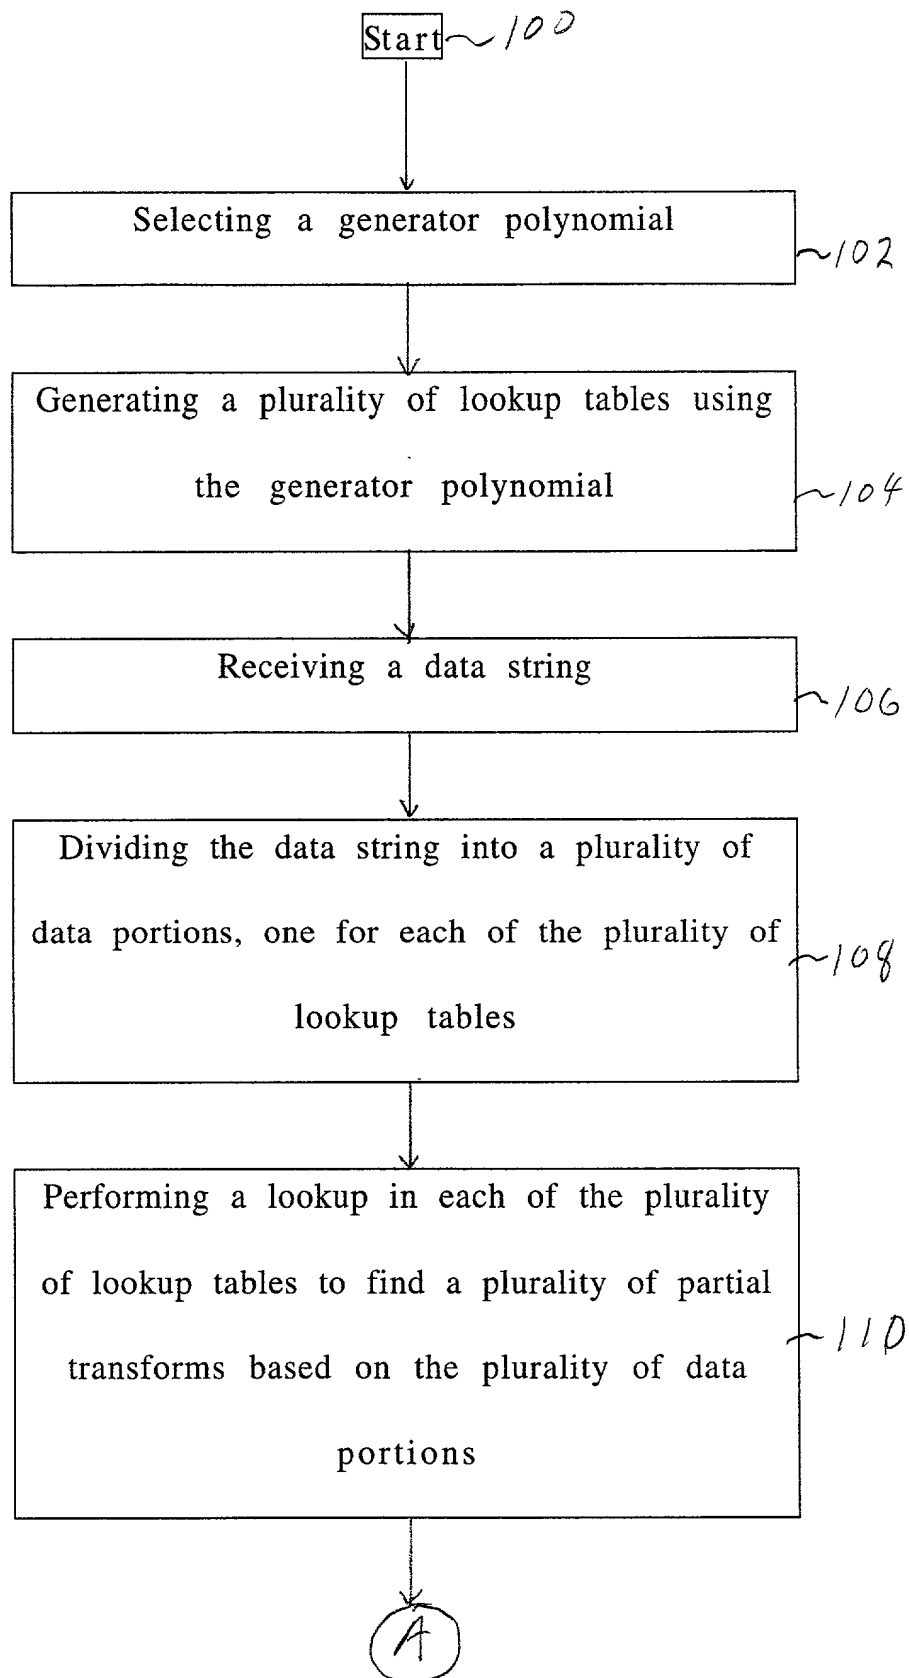 Start 100
Selecting a generator polynomial
102
Generating a plurality of lookup tables using
the generator polynomial
104
Receiving a data string
106
Dividing the data string into a plurality of
data portions, one for each of the plurality of
108
lookup tables
Performing a lookup in each of the plurality
of lookup tables to find a plurality of partial
110
transforms based on the plurality of data
portions
A